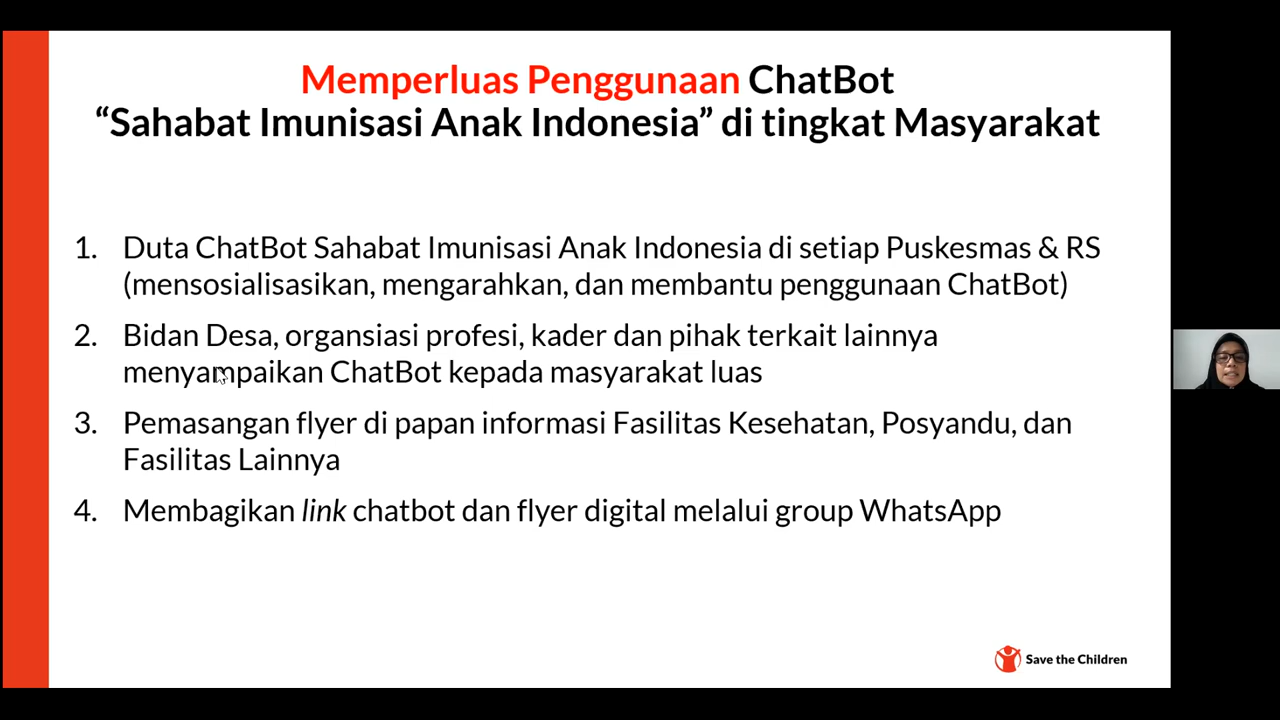 Memperluas Penggunaan ChatBot
“Sahabat Imunisasi Anak Indonesia” di tingkat Masyarakat
1. Duta ChatBot Sahabat Imunisasi Anak Indonesia di setiap Puskesmas & RS
(mensosialisasikan, mengarahkan, dan membantu penggunaan ChatBot)
2. Bidan Desa, organsiasi profesi, kader dan pihak terkait lainnya
menyampaikan ChatBot kepada masyarakat luas
3. Pemasangan flyer di papan informasi Fasilitas Kesehatan, Posyandu, dan
Fasilitas Lainnya
4. Membagikan link chatbot dan flyer digital melalui group WhatsApp
Save the Children